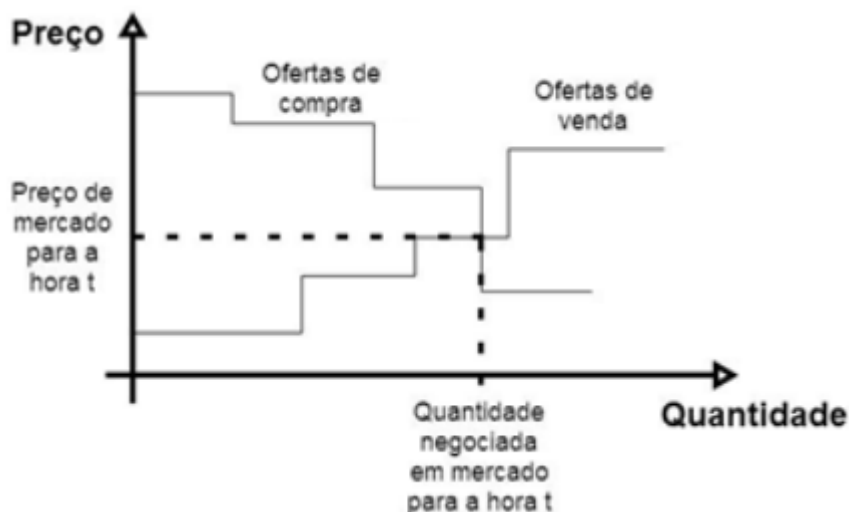 Preço
Ofertas de
compra
Ofertas de
venda
Preço de
mercado
para a
hora t
Quantidade
Quantidade
negociada
em mercado
para a hora t